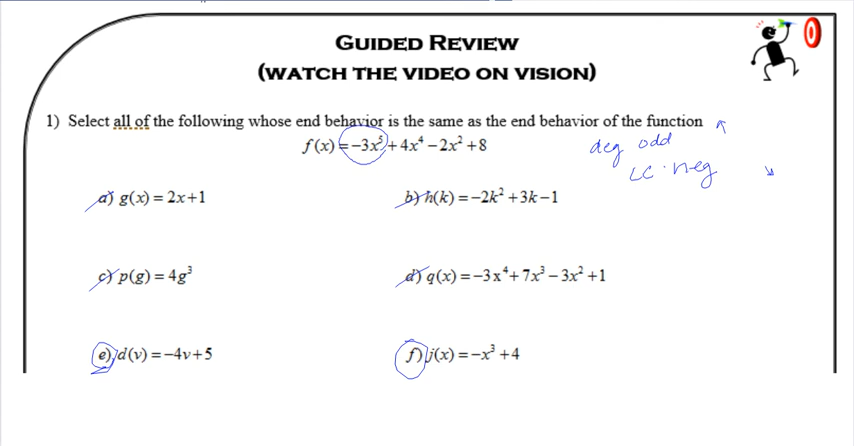 GUIDED REVIEW
(WATCH THE VIDEO ON VISION)
1) Select all of the following whose end behavior is the same as the end behavior of the function
f(x) = −3x⁵ + 4x⁴ − 2x² + 8
deg odd
LC neg
a) g(x) = 2x + 1
b) h(k) = −2k² + 3k − 1
c) p(g) = 4g³
d) q(x) = −3x⁴ + 7x³ − 3x² + 1
e) d(v) = −4v + 5
f) j(x) = −x³ + 4